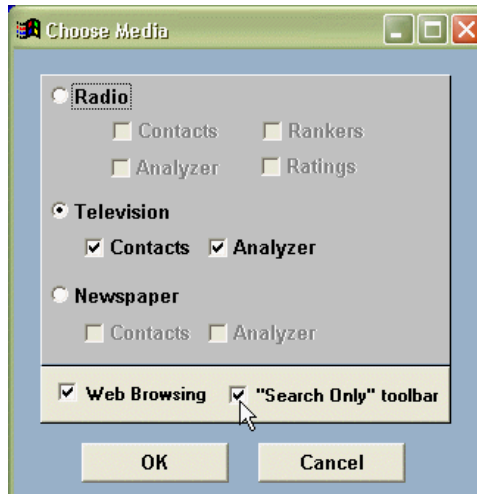 Choose Media
Radio
Contacts Rankers
Analyzer Ratings
Television
Contacts Analyzer
Newspaper
Contacts Analyzer
Web Browsing "Search Only" toolbar
OK Cancel